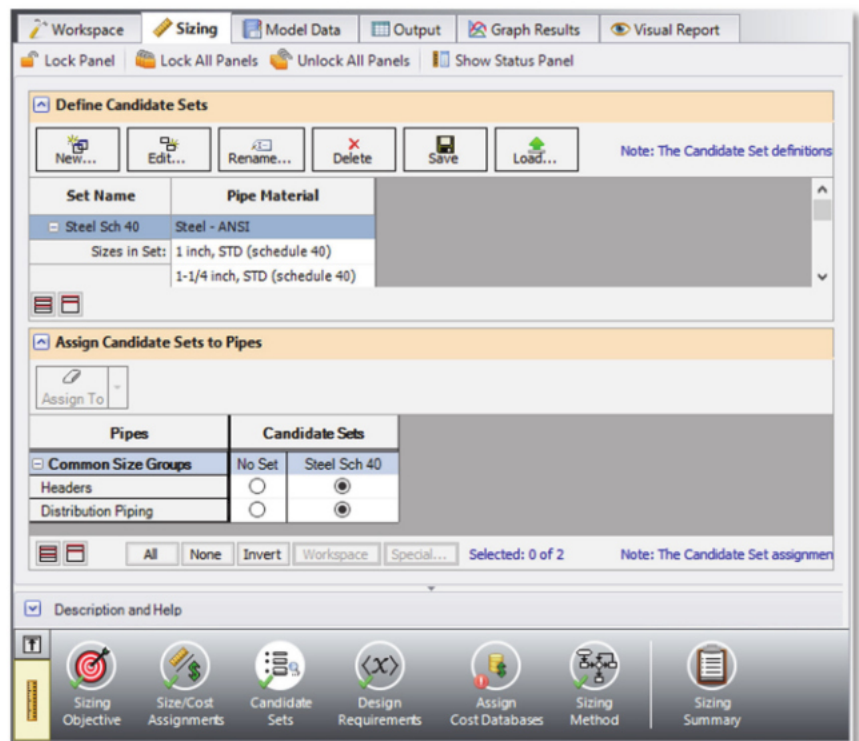 Workspace Sizing Model Data Output Graph Results Visual Report
Lock Panel Lock All Panels Unlock All Panels Show Status Panel
Define Candidate Sets
New... Edit... Rename... Delete Save Load... Note: The Candidate Set definitions
Set Name Pipe Material
Steel Sch 40 Steel - ANSI
Sizes in Set: 1 inch, STD (schedule 40)
1-1/4 inch, STD (schedule 40)
Assign Candidate Sets to Pipes
Assign To
Pipes Candidate Sets
Common Size Groups No Set Steel Sch 40
Headers
Distribution Piping
All None Invert Workspace Special... Selected: 0 of 2 Note: The Candidate Set assignmen
Description and Help
Sizing Objective Size/Cost Assignments Candidate Sets Design Requirements Assign Cost Databases Sizing Method Sizing Summary